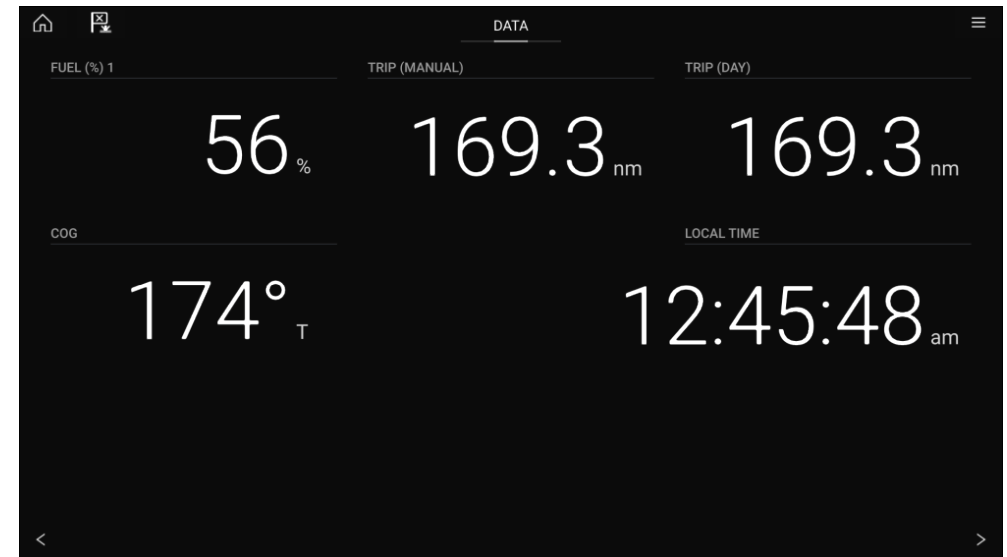 DATA
FUEL (%) 1
TRIP (MANUAL)
TRIP (DAY)
56 %
169.3 nm
169.3 nm
COG
LOCAL TIME
174° T
12:45:48 am